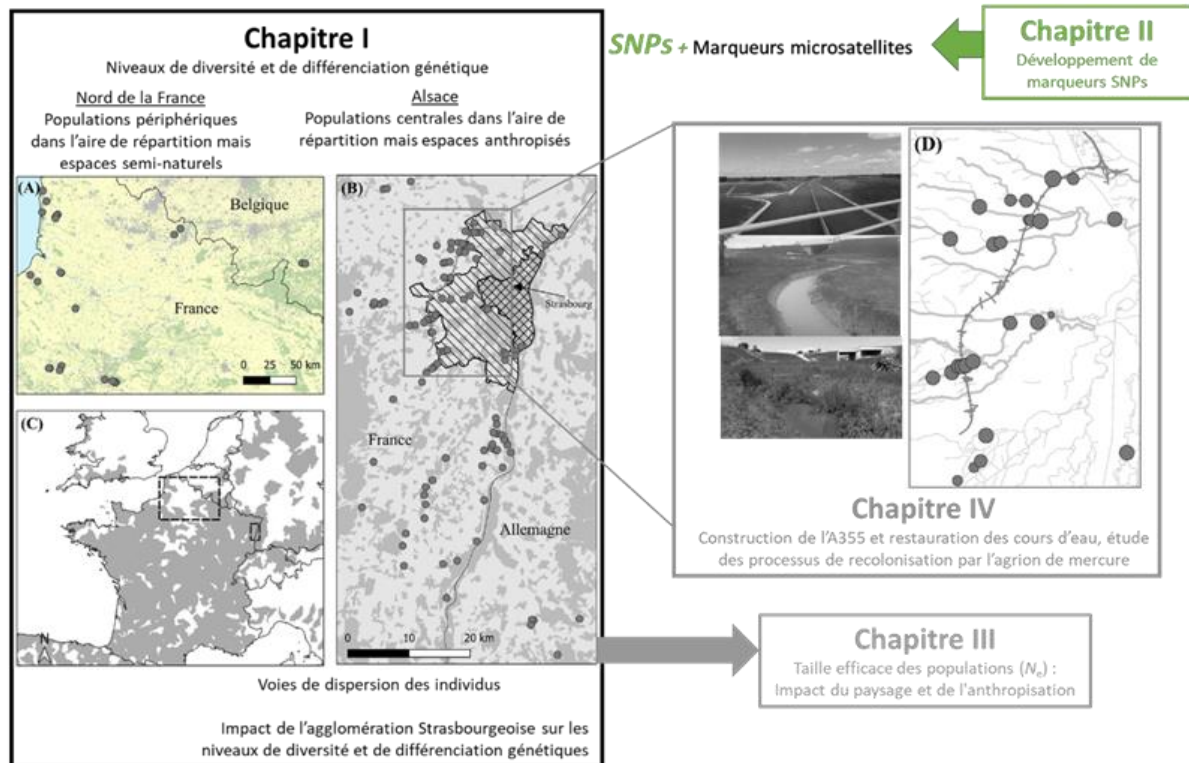 Chapitre I
Niveaux de diversité et de différenciation génétique
Nord de la France
Populations périphériques
dans l'aire de répartition mais
espaces semi-naturels
Alsace
Populations centrales dans l'aire de
répartition mais espaces anthropisés
(A)
Belgique
France
0 25 50 km
(B)
Strasbourg
France
Allemagne
0 10 20 km
(C)
N
Voies de dispersion des individus
Impact de l'agglomération Strasbourgeoise sur les
niveaux de diversité et de différenciation génétiques
SNPs + Marqueurs microsatellites
Chapitre II
Développement de
marqueurs SNPs
(D)
Chapitre IV
Construction de l'A355 et restauration des cours d'eau, étude
des processus de recolonisation par l'agrion de mercure
Chapitre III
Taille efficace des populations (Ne) :
Impact du paysage et de l'anthropisation